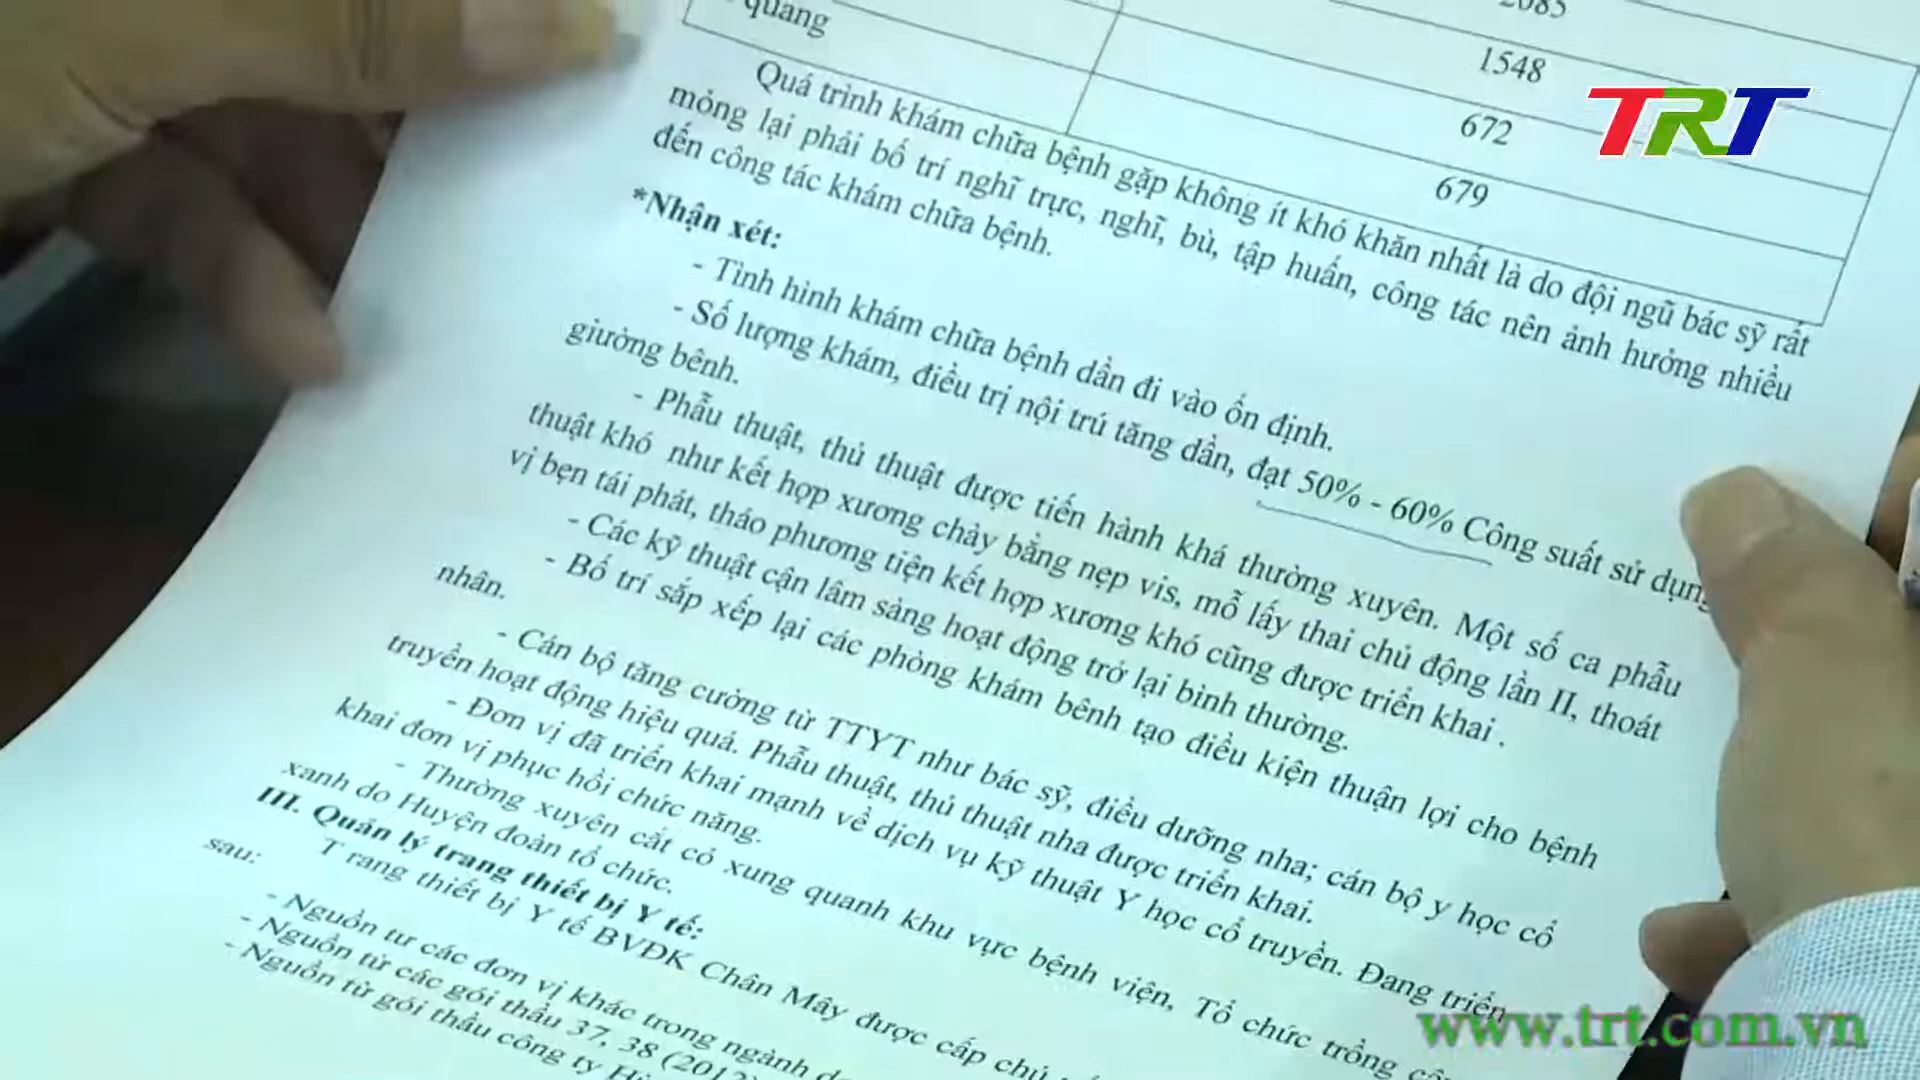 2085
quang
1548
672
679
TRT
Quá trình khám chữa bệnh gặp không ít khó khăn nhất là do đội ngũ bác sỹ rất
mỏng lại phải bố trí nghĩ trực, nghĩ, bù, tập huấn, công tác nên ảnh hưởng nhiều
đến công tác khám chữa bệnh.
*Nhận xét:
- Tình hình khám chữa bệnh dần đi vào ổn định.
- Số lượng khám, điều trị nội trú tăng dần, đạt 50% - 60% Công suất sử dụng
giường bênh.
- Phẫu thuật, thủ thuật được tiến hành khá thường xuyên. Một số ca phẫu
thuật khó như kết hợp xương chày bằng nẹp vis, mổ lấy thai chủ động lần II, thoát
vị bẹn tái phát, tháo phương tiện kết hợp xương khó cũng được triển khai .
- Các kỹ thuật cận lâm sàng hoạt động trở lại bình thường.
- Bố trí sắp xếp lại các phòng khám bênh tạo điều kiện thuận lợi cho bệnh
nhân.
- Cán bộ tăng cường từ TTYT như bác sỹ, điều dưỡng nha; cán bộ y học cổ
truyền hoạt động hiệu quả. Phẫu thuật, thủ thuật nha được triển khai.
- Đơn vị đã triển khai mạnh về dịch vụ kỹ thuật Y học cổ truyền. Đang triển
khai đơn vị phục hồi chức năng.
- Thường xuyên cắt cỏ xung quanh khu vực bệnh viện, Tổ chức trồng
xanh do Huyện đoàn tổ chức.
III. Quản lý trang thiết bị Y tế:
T rang thiết bị Y tế BVĐK Chân Mây được cấp chủ
sau:
- Nguồn từ các đơn vị khác trong ngành
- Nguồn từ các gói thầu 37, 38 (2012)
- Nguồn từ gói thầu công ty
www.trt.com.vn